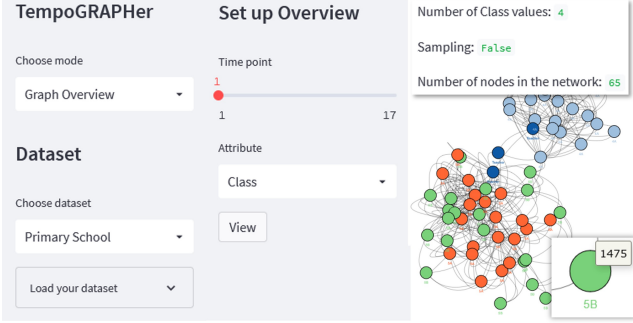 TempoGRAPHer
Choose mode
Graph Overview
Dataset
Choose dataset
Primary School
Load your dataset
Set up Overview
Time point
1
1 17
Attribute
Class
View
Number of Class values: 4
Sampling: False
Number of nodes in the network: 65
1475
5B